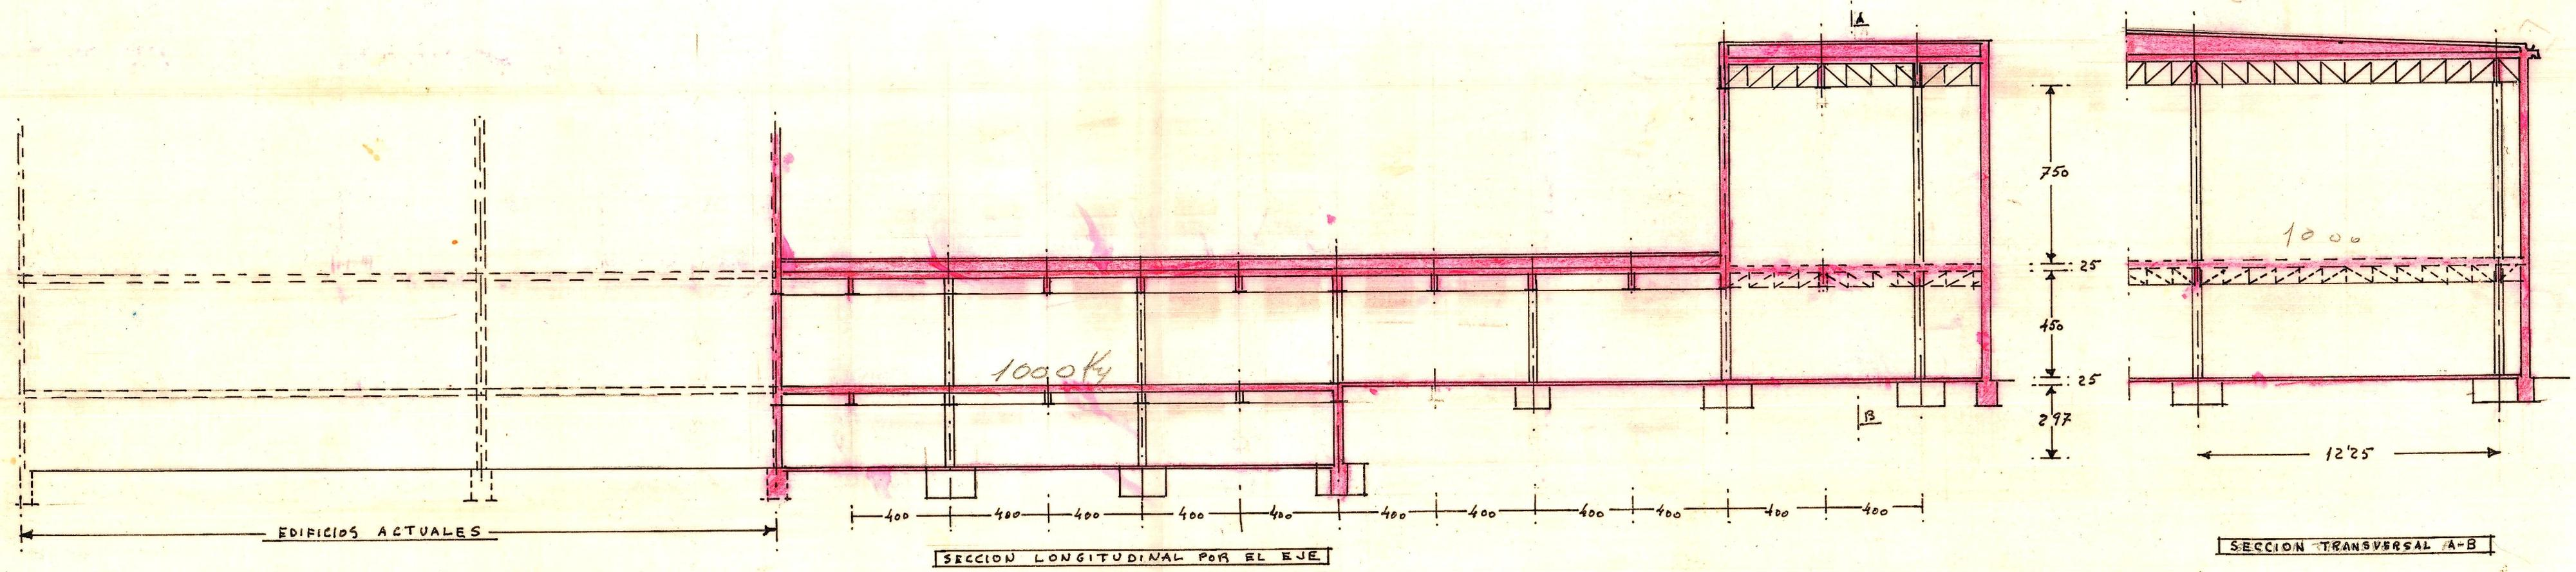 A
1000
750
25
450
1000 Kg
25
B
297
12'25
400 400 400 400 400 400 400 400 400 400 400
EDIFICIOS ACTUALES
SECCION LONGITUDINAL POR EL EJE
SECCION TRANSVERSAL A-B